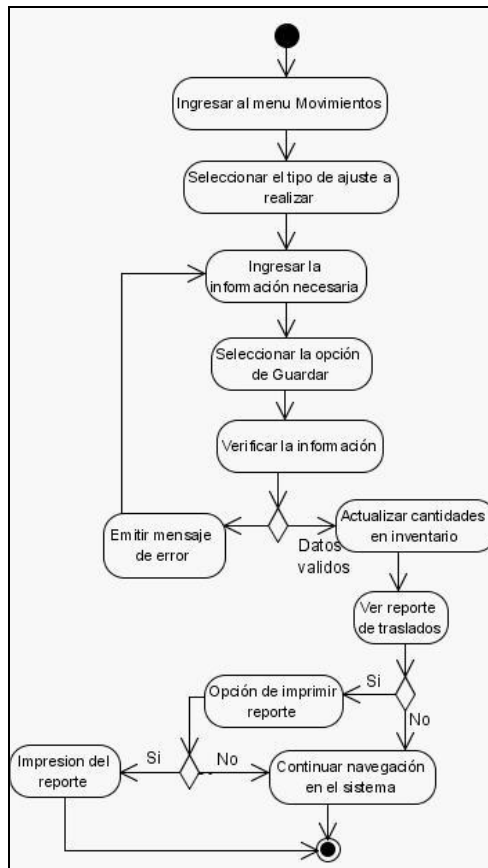 Ingresar al menu Movimientos
Seleccionar el tipo de ajuste a
realizar
Ingresar la
información necesaria
Seleccionar la opción
de Guardar
Verificar la información
Emitir mensaje
de error
Datos
validos
Actualizar cantidades
en inventario
Ver reporte
de traslados
Si
No
Opción de imprimir
reporte
Si
No
Impresion del
reporte
Continuar navegación
en el sistema